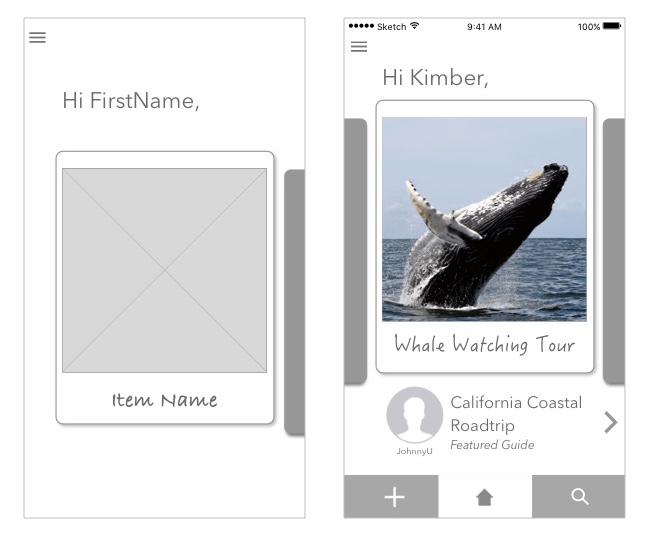 Hi FirstName,
Item Name
Sketch 9:41 AM 100%
Hi Kimber,
Whale Watching Tour
California Coastal
Roadtrip
Featured Guide
JohnnyU